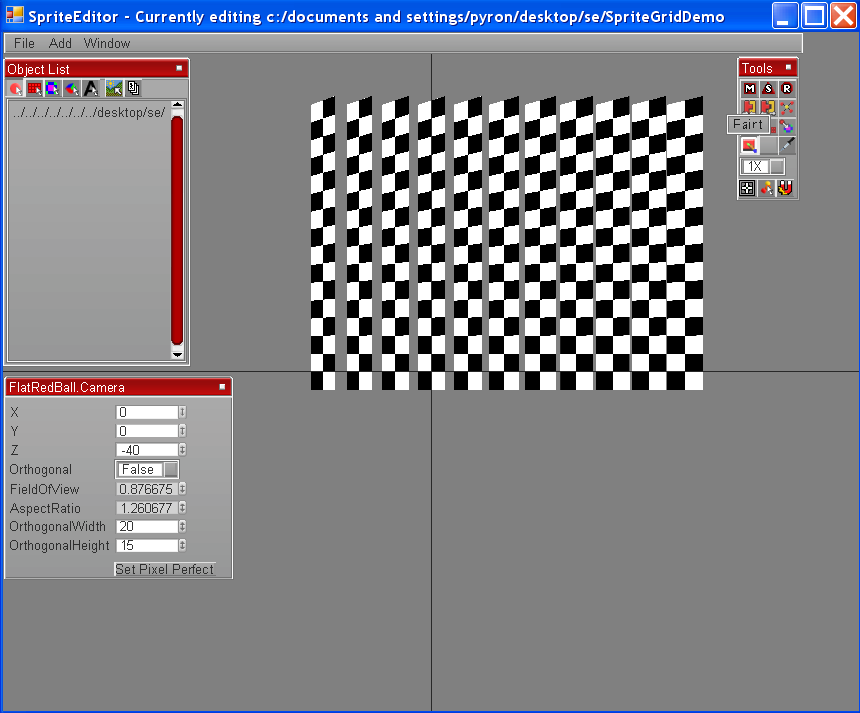 SpriteEditor - Currently editing c:/documents and settings/pyron/desktop/se/SpriteGridDemo
File Add Window
Object List
../../../../../../../desktop/se/
Tools
M S R
Fairt
1X
FlatRedBall.Camera
X 0
Y 0
Z -40
Orthogonal False
FieldOfView 0.876675
AspectRatio 1.260677
OrthogonalWidth 20
OrthogonalHeight 15
Set Pixel Perfect